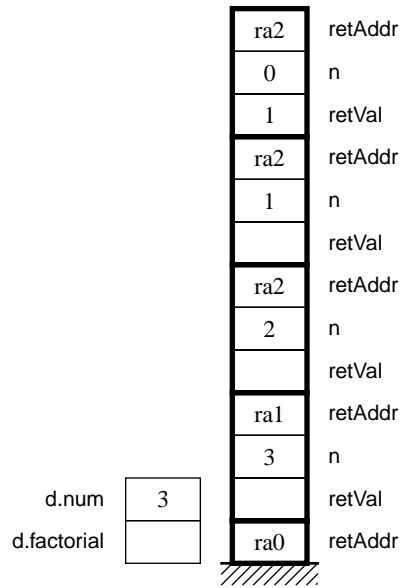 ra2 retAddr
0 n
1 retVal
ra2 retAddr
1 n
retVal
ra2 retAddr
2 n
retVal
ra1 retAddr
3 n
d.num 3 retVal
d.factorial ra0 retAddr